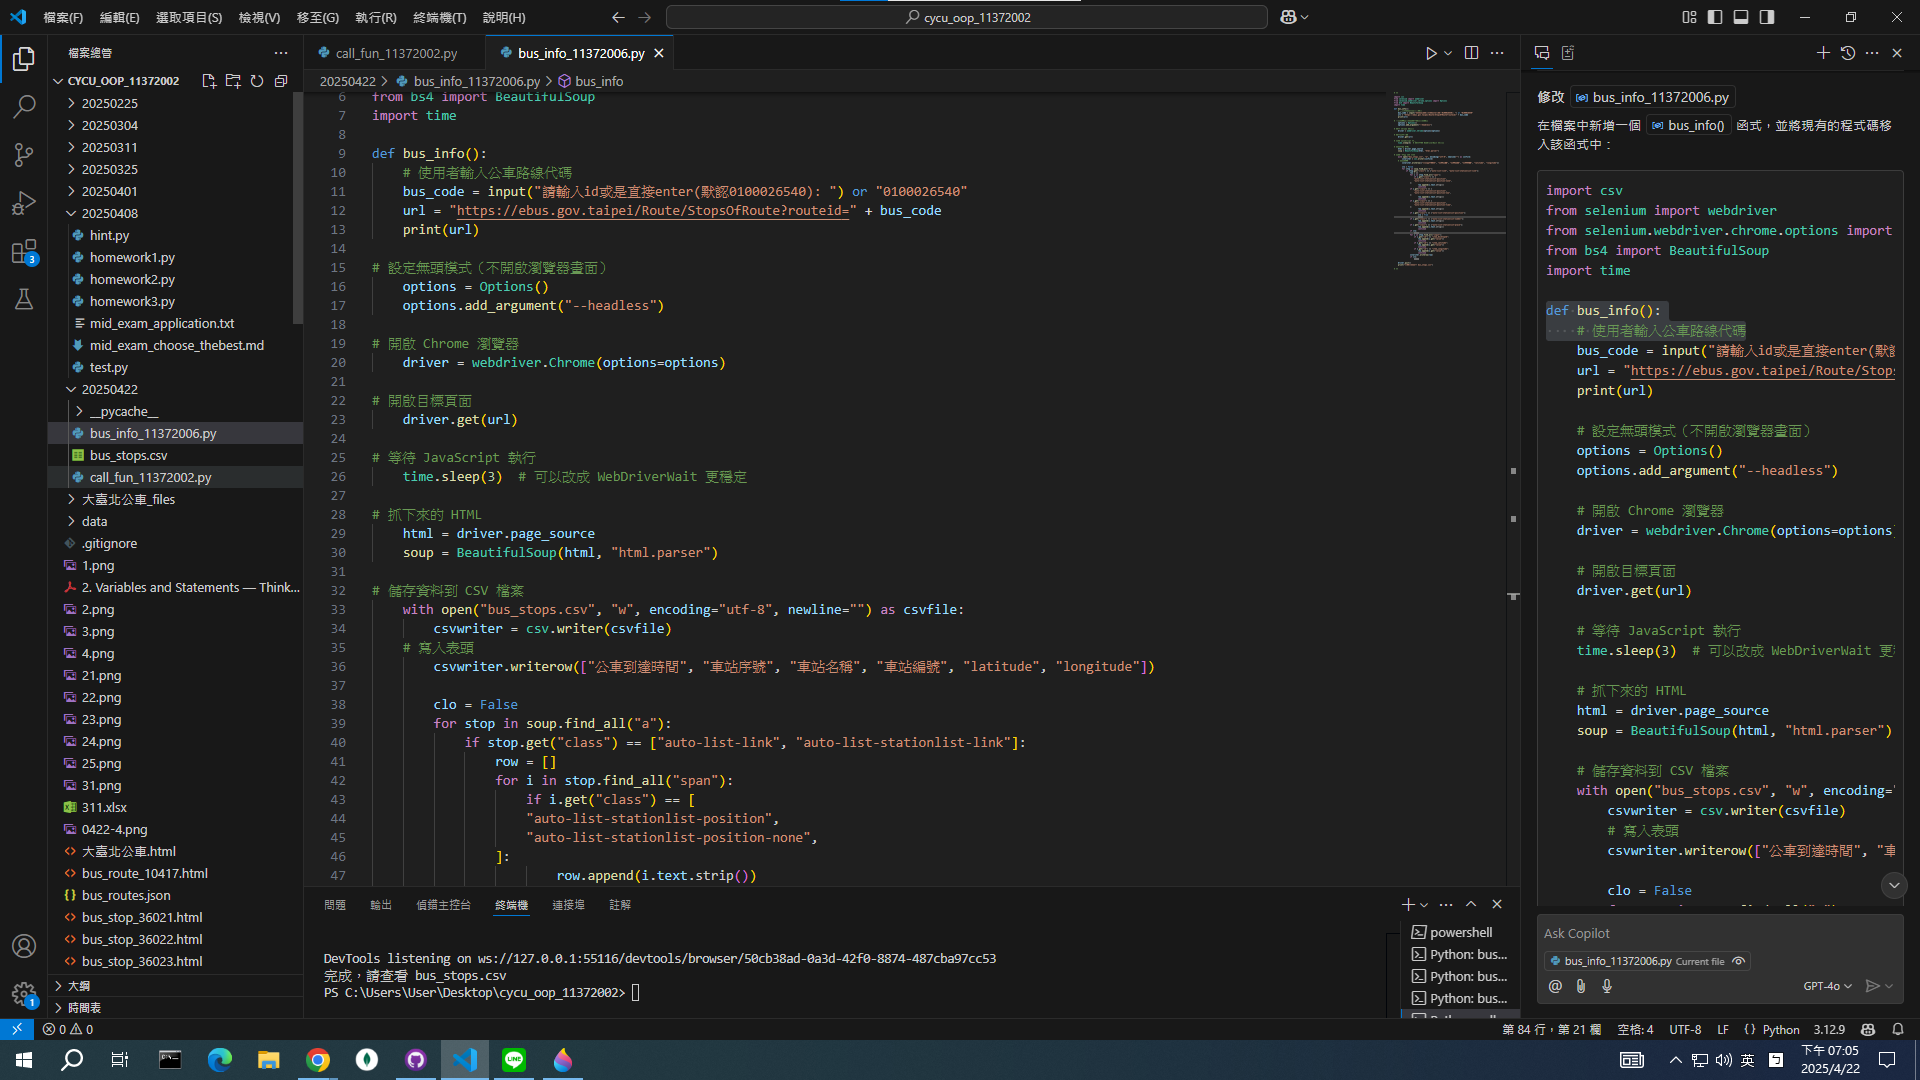 檔案(F) 編輯(E) 選取項目(S) 檢視(V) 移至(G) 執行(R) 終端機(T) 說明(H)
cycu_oop_11372002
檔案總管
CYCU_OOP_11372002
20250225
20250304
20250311
20250325
20250401
20250408
hint.py
homework1.py
homework2.py
homework3.py
mid_exam_application.txt
mid_exam_choose_thebest.md
test.py
20250422
__pycache__
bus_info_11372006.py
bus_stops.csv
call_fun_11372002.py
大臺北公車_files
data
.gitignore
1.png
2. Variables and Statements — Think...
2.png
3.png
4.png
21.png
22.png
23.png
24.png
25.png
31.png
311.xlsx
0422-4.png
大臺北公車.html
bus_route_10417.html
bus_routes.json
bus_stop_36021.html
bus_stop_36022.html
bus_stop_36023.html
大綱
時間表
call_fun_11372002.py
bus_info_11372006.py
20250422 > bus_info_11372006.py > bus_info
6 from bs4 import BeautifulSoup
7 import time
8
9 def bus_info():
10 # 使用者輸入公車路線代碼
11 bus_code = input("請輸入id或是直接enter(默認0100026540): ") or "0100026540"
12 url = "https://ebus.gov.taipei/Route/StopsOfRoute?routeid=" + bus_code
13 print(url)
14
15 # 設定無頭模式（不開啟瀏覽器畫面）
16 options = Options()
17 options.add_argument("--headless")
18
19 # 開啟 Chrome 瀏覽器
20 driver = webdriver.Chrome(options=options)
21
22 # 開啟目標頁面
23 driver.get(url)
24
25 # 等待 JavaScript 執行
26 time.sleep(3)  # 可以改成 WebDriverWait 更穩定
27
28 # 抓下來的 HTML
29 html = driver.page_source
30 soup = BeautifulSoup(html, "html.parser")
31
32 # 儲存資料到 CSV 檔案
33 with open("bus_stops.csv", "w", encoding="utf-8", newline="") as csvfile:
34 csvwriter = csv.writer(csvfile)
35 # 寫入表頭
36 csvwriter.writerow(["公車到達時間", "車站序號", "車站名稱", "車站編號", "latitude", "longitude"])
37
38 clo = False
39 for stop in soup.find_all("a"):
40 if stop.get("class") == ["auto-list-link", "auto-list-stationlist-link"]:
41 row = []
42 for i in stop.find_all("span"):
43 if i.get("class") == [
44 "auto-list-stationlist-position",
45 "auto-list-stationlist-position-none",
46 ]:
47 row.append(i.text.strip())
問題 輸出 偵錯主控台 終端機 連接埠 註解
DevTools listening on ws://127.0.0.1:55116/devtools/browser/50cb38ad-0a3d-42f0-8874-487cba97cc53
完成，請查看 bus_stops.csv
PS C:\Users\User\Desktop\cycu_oop_11372002>
powershell
Python: bus...
Python: bus...
Python: bus...
修改 bus_info_11372006.py
在檔案中新增一個 bus_info() 函式，並將現有的程式碼移
入該函式中：
import csv
from selenium import webdriver
from selenium.webdriver.chrome.options import
from bs4 import BeautifulSoup
import time
def bus_info():
# 使用者輸入公車路線代碼
bus_code = input("請輸入id或是直接enter(默認
url = "https://ebus.gov.taipei/Route/Stops
print(url)
# 設定無頭模式（不開啟瀏覽器畫面）
options = Options()
options.add_argument("--headless")
# 開啟 Chrome 瀏覽器
driver = webdriver.Chrome(options=options
# 開啟目標頁面
driver.get(url)
# 等待 JavaScript 執行
time.sleep(3)  # 可以改成 WebDriverWait 更
# 抓下來的 HTML
html = driver.page_source
soup = BeautifulSoup(html, "html.parser")
# 儲存資料到 CSV 檔案
with open("bus_stops.csv", "w", encoding="
csvwriter = csv.writer(csvfile)
# 寫入表頭
csvwriter.writerow(["公車到達時間", "車
clo = False
Ask Copilot
bus_info_11372006.py Current file
GPT-4o
0 0
第 84 行，第 21 欄 空格: 4 UTF-8 LF Python 3.12.9
英
下午 07:05
2025/4/22